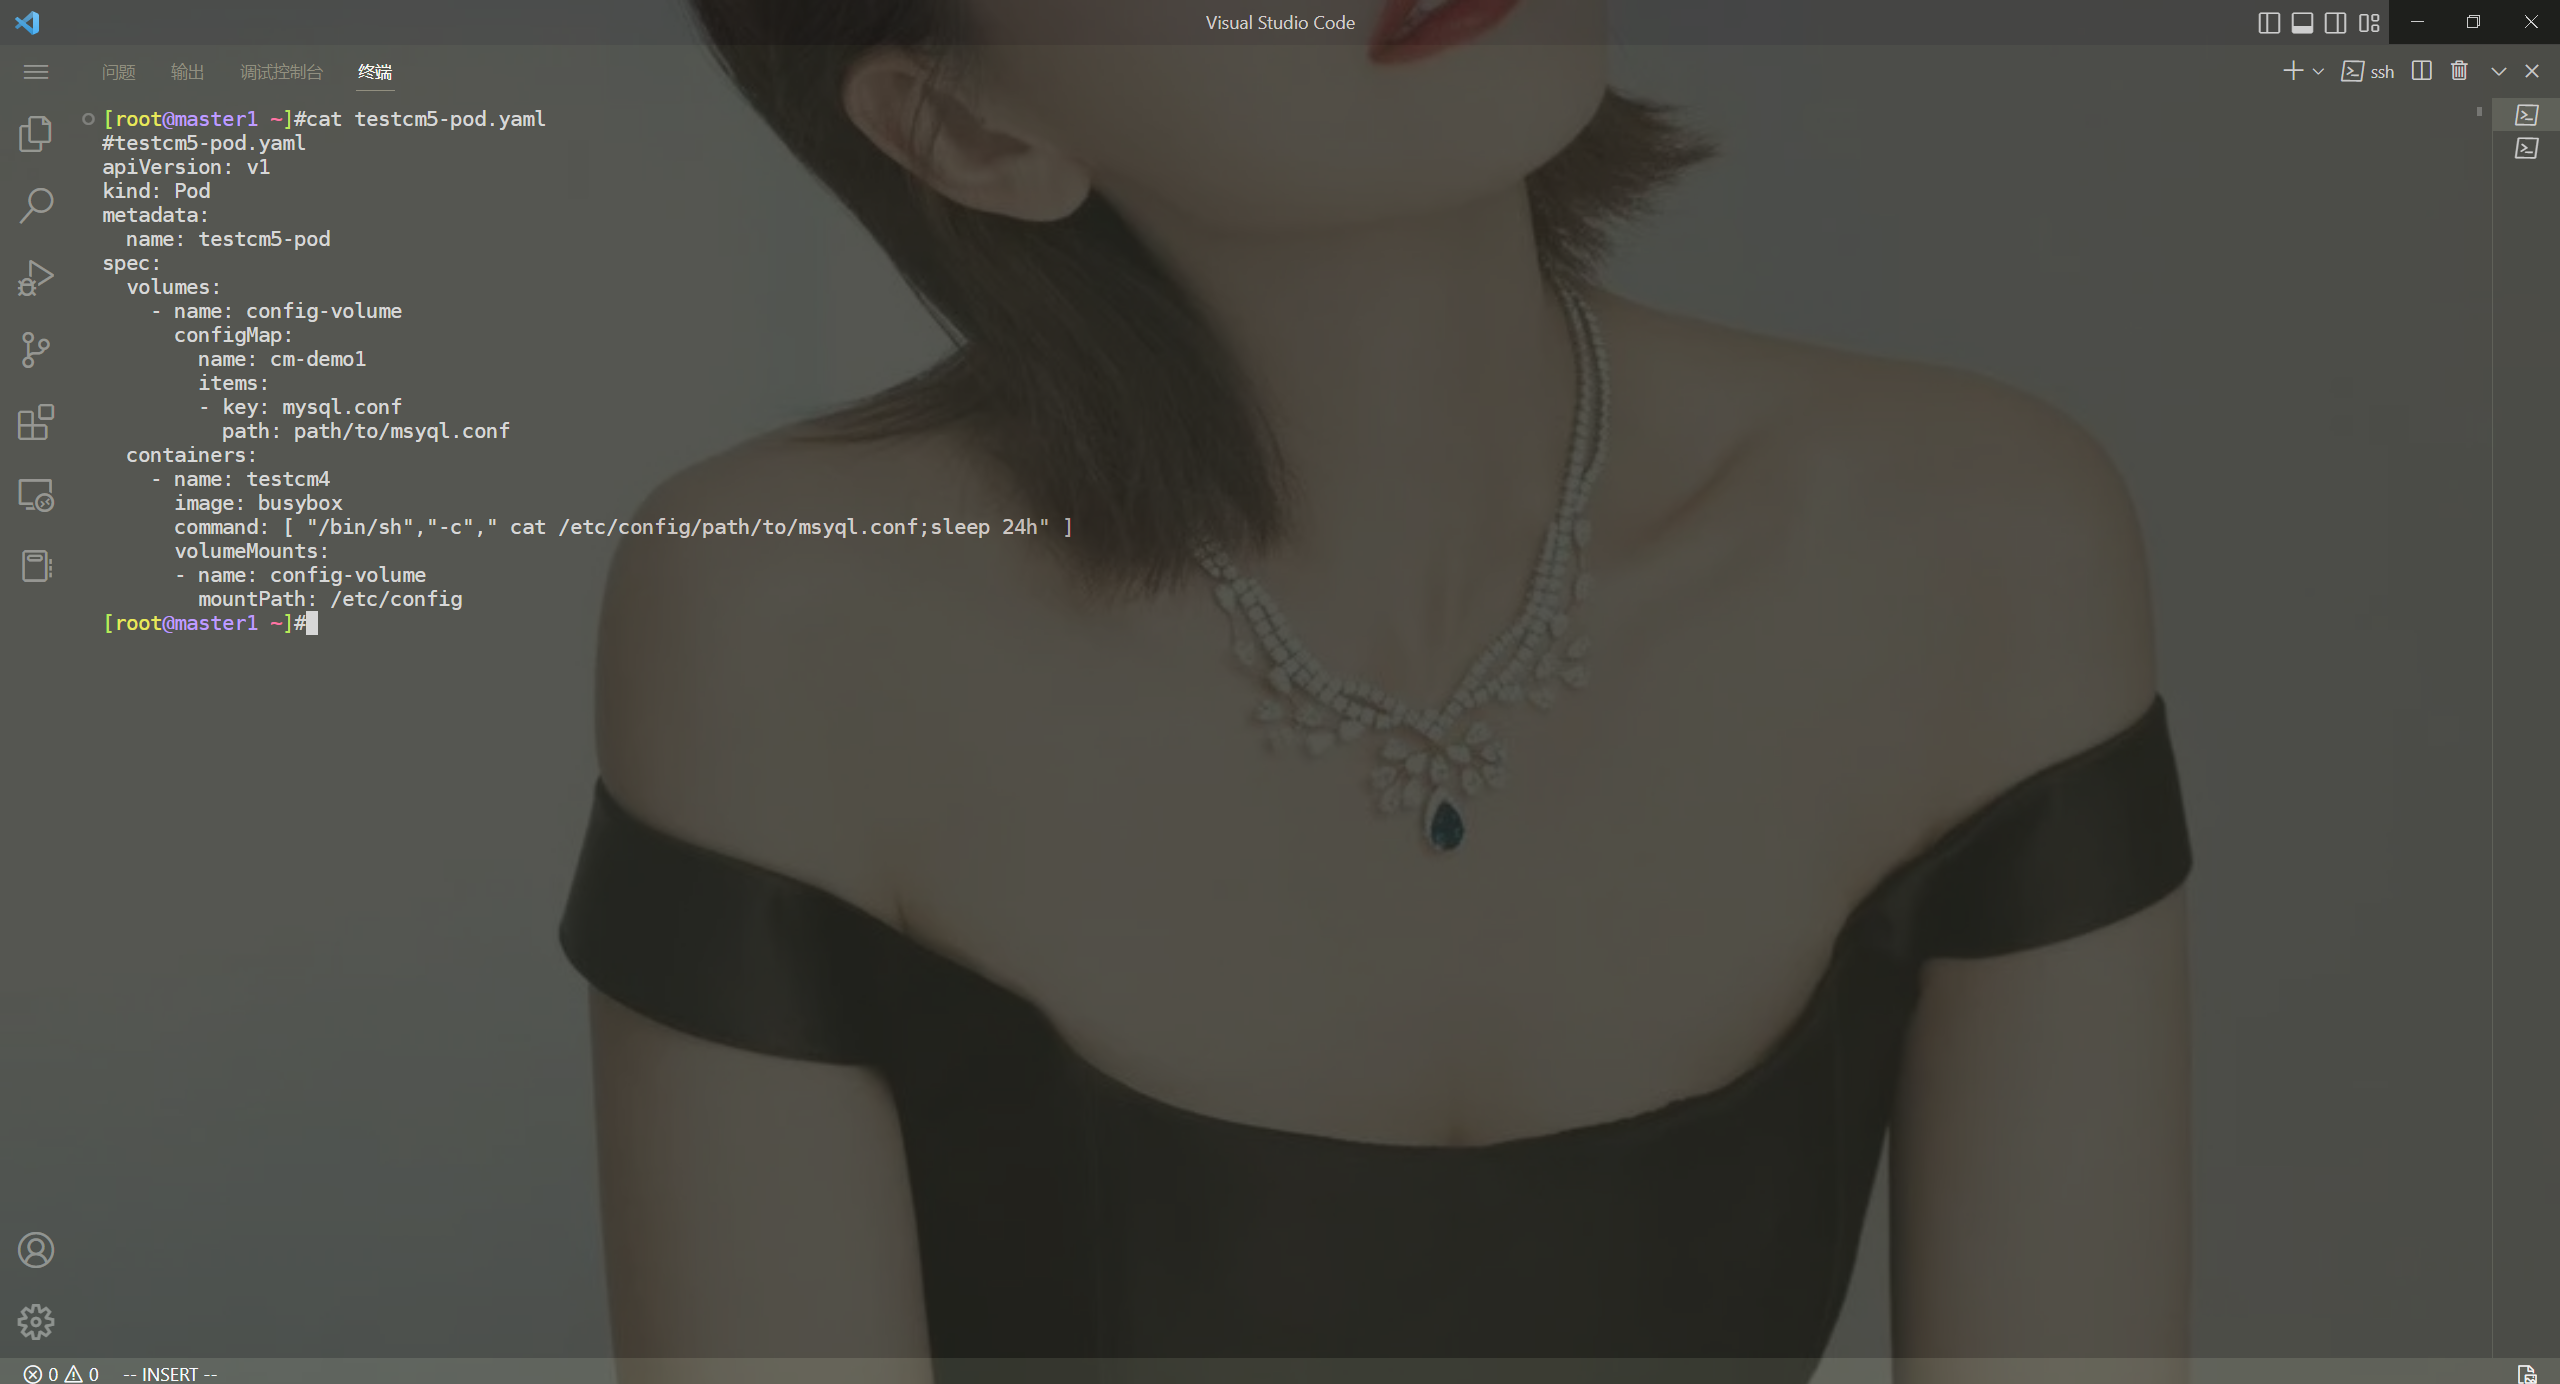 Visual Studio Code
问题 输出 调试控制台 终端
ssh
[root@master1 ~]#cat testcm5-pod.yaml
#testcm5-pod.yaml
apiVersion: v1
kind: Pod
metadata:
  name: testcm5-pod
spec:
  volumes:
    - name: config-volume
      configMap:
        name: cm-demo1
        items:
        - key: mysql.conf
          path: path/to/msyql.conf
  containers:
    - name: testcm4
      image: busybox
      command: [ "/bin/sh","-c"," cat /etc/config/path/to/msyql.conf;sleep 24h" ]
      volumeMounts:
      - name: config-volume
        mountPath: /etc/config
[root@master1 ~]#
0 0 -- INSERT --